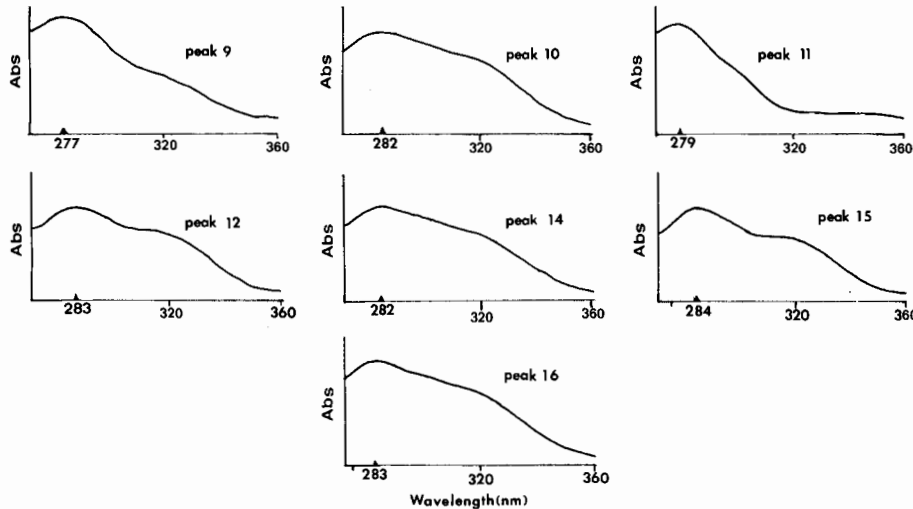 Abs
peak 9
277
320
360
Abs
peak 10
282
320
360
Abs
peak 11
279
320
360
Abs
peak 12
283
320
360
Abs
peak 14
282
320
360
Abs
peak 15
284
320
360
Abs
peak 16
283
320
360
Wavelength(nm)